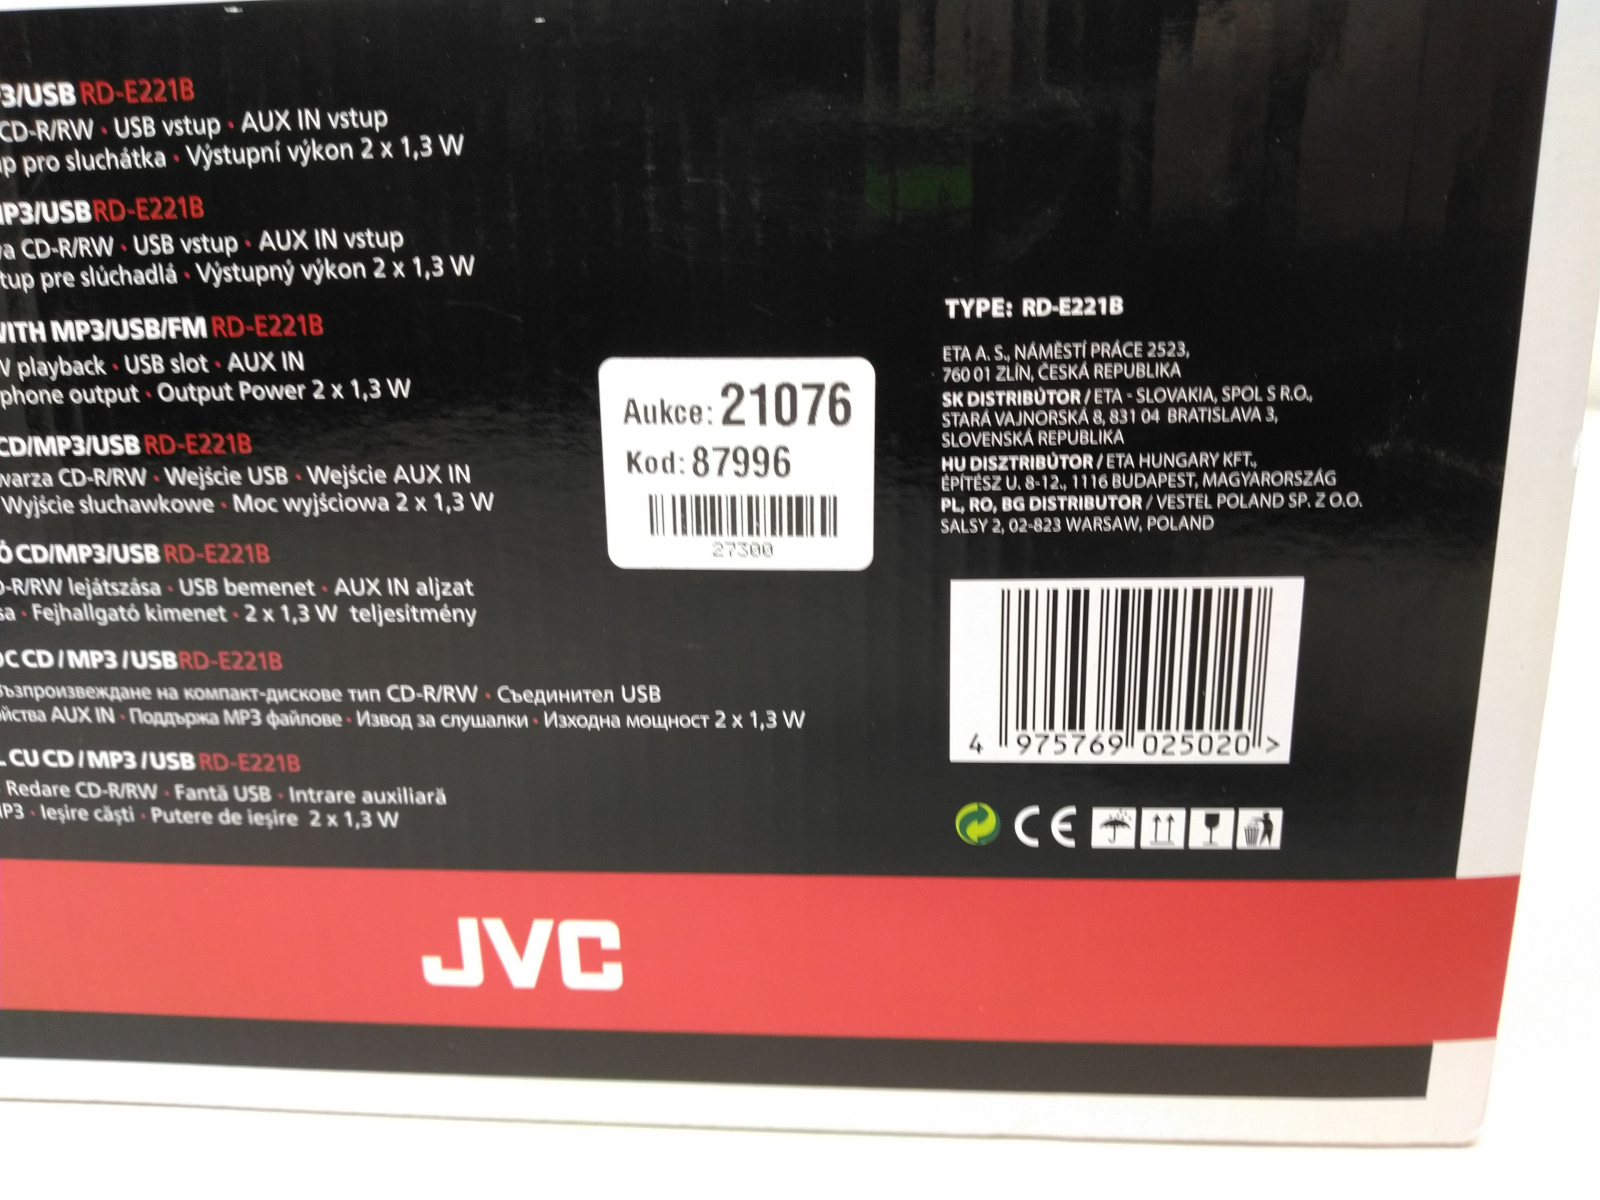 3/USB RD-E221B
CD-R/RW • USB vstup • AUX IN vstup
up pro sluchátka • Výstupní výkon 2 x 1,3 W
MP3/USB RD-E221B
a CD-R/RW • USB vstup • AUX IN vstup
tup pre slúchadlá • Výstupný výkon 2 x 1,3 W
WITH MP3/USB/FM RD-E221B
W playback • USB slot • AUX IN
phone output • Output Power 2 x 1,3 W
CD/MP3/USB RD-E221B
warza CD-R/RW • Wejście USB • Wejście AUX IN
Wyjście słuchawkowe • Moc wyjściowa 2 x 1,3 W
Ó CD/MP3/USB RD-E221B
D-R/RW lejátszása • USB bemenet • AUX IN aljzat
sa • Fejhallgató kimenet • 2 x 1,3 W teljesítmény
CD / MP3 / USB RD-E221B
Възпроизвеждане на компакт-дискове тип CD-R/RW • Съединител USB
йства AUX IN • Поддържа MP3 файлове • Извод за слушалки • Изходна мощност 2 x 1,3 W
CU CD / MP3 / USB RD-E221B
Redare CD-R/RW • Fantă USB • Intrare auxiliară
MP3 • Ieşire căşti • Putere de ieşire 2 x 1,3 W
Aukce: 21076
Kod: 87996
27300
TYPE: RD-E221B
ETA A. S., NÁMĚSTÍ PRÁCE 2523,
760 01 ZLÍN, ČESKÁ REPUBLIKA
SK DISTRIBÚTOR / ETA - SLOVAKIA, SPOL S R.O.,
STARÁ VAJNORSKÁ 8, 831 04 BRATISLAVA 3,
SLOVENSKÁ REPUBLIKA
HU DISZTRIBÚTOR / ETA HUNGARY KFT.,
ÉPÍTÉSZ U. 8-12., 1116 BUDAPEST, MAGYARORSZÁG
PL, RO, BG DISTRIBUTOR / VESTEL POLAND SP. Z O.O.
SALSY 2, 02-823 WARSAW, POLAND
4 975769 025020 >
CE
JVC